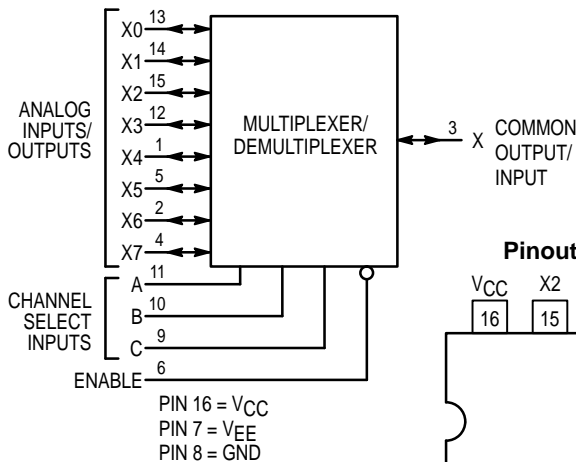 X0 13
X1 14
X2 15
X3 12
X4 1
X5 5
X6 2
X7 4
ANALOG
INPUTS/
OUTPUTS
MULTIPLEXER/
DEMULTIPLEXER
3 X COMMON
OUTPUT/
INPUT
A 11
B 10
C 9
CHANNEL
SELECT
INPUTS
ENABLE 6
PIN 16 = VCC
PIN 7 = VEE
PIN 8 = GND
Pinout
VCC X2
16 15